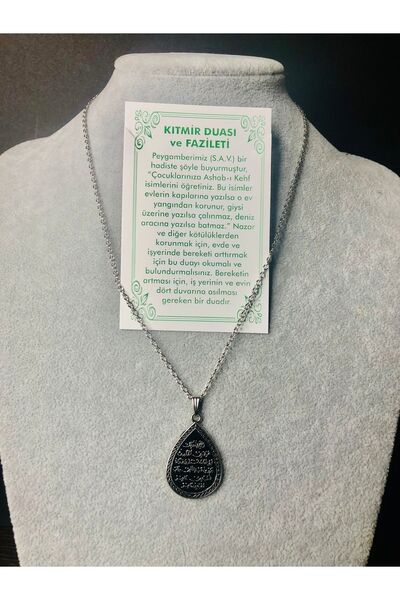 KITMİR DUASI
ve FAZİLETİ
Peygamberimiz (S.A.V.) bir
hadiste şöyle buyurmuştur,
"Çocuklarınıza Ashab-ı Kehf
isimlerini öğretiniz. Bu isimler
evlerin kapılarına yazılsa o ev
yangından korunur, giysi
üzerine yazılsa çalınmaz, deniz
aracına yazılsa batmaz." Nazar
ve diğer kötülüklerden
korunmak için, evde ve
işyerinde bereketi arttırmak
için bu duayı okumalı ve
bulundurmalısınız. Bereketin
artması için, iş yerinin ve evin
dört duvarına asılması
gereken bir duadır.